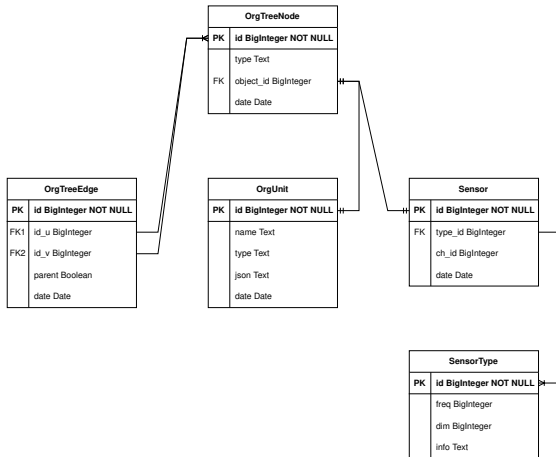 OrgTreeNode
PK id BigInteger NOT NULL
type Text
FK object_id BigInteger
date Date
OrgTreeEdge
PK id BigInteger NOT NULL
FK1 id_u BigInteger
FK2 id_v BigInteger
parent Boolean
date Date
OrgUnit
PK id BigInteger NOT NULL
name Text
type Text
json Text
date Date
Sensor
PK id BigInteger NOT NULL
FK type_id BigInteger
ch_id BigInteger
date Date
SensorType
PK id BigInteger NOT NULL
freq BigInteger
dim BigInteger
info Text